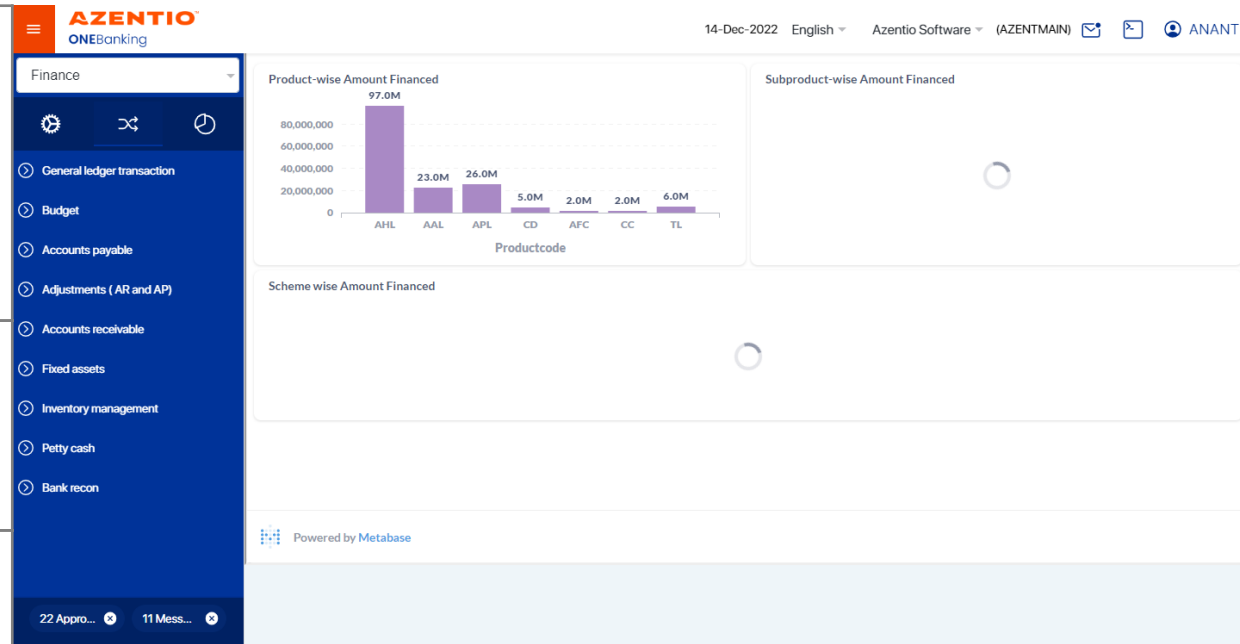 AZENTIO™
ONEBanking
14-Dec-2022 English Azentio Software (AZENTMAIN) ANANT
Finance
General ledger transaction
Budget
Accounts payable
Adjustments ( AR and AP)
Accounts receivable
Fixed assets
Inventory management
Petty cash
Bank recon
22 Appro...
11 Mess...
Product-wise Amount Financed
97.0M
80,000,000
60,000,000
40,000,000
20,000,000
0
23.0M
26.0M
5.0M
2.0M
2.0M
6.0M
AHL AAL APL CD AFC CC TL
Productcode
Subproduct-wise Amount Financed
Scheme wise Amount Financed
Powered by Metabase